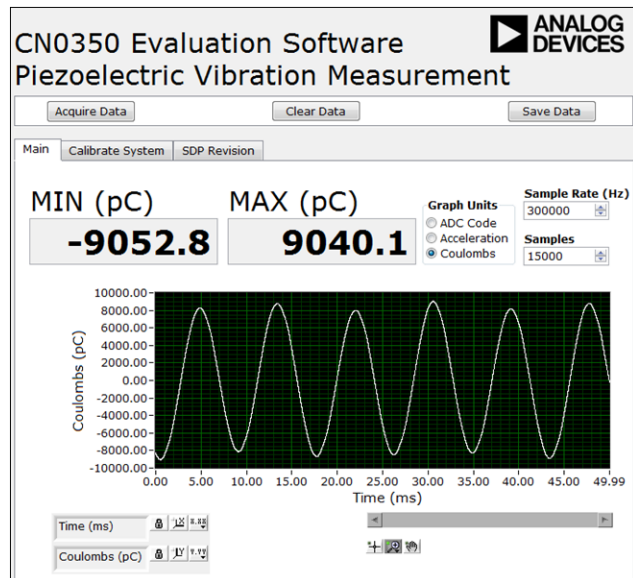 CN0350 Evaluation Software
Piezoelectric Vibration Measurement
ANALOG
DEVICES
Acquire Data
Clear Data
Save Data
Main
Calibrate System
SDP Revision
MIN (pC)
-9052.8
MAX (pC)
9040.1
Graph Units
ADC Code
Acceleration
Coulombs
Sample Rate (Hz)
300000
Samples
15000
Coulombs (pC)
10000.00
8000.00
6000.00
4000.00
2000.00
0.00
-2000.00
-4000.00
-6000.00
-8000.00
-10000.00
0.00 5.00 10.00 15.00 20.00 25.00 30.00 35.00 40.00 45.00 49.99
Time (ms)
Time (ms)
Coulombs (pC)